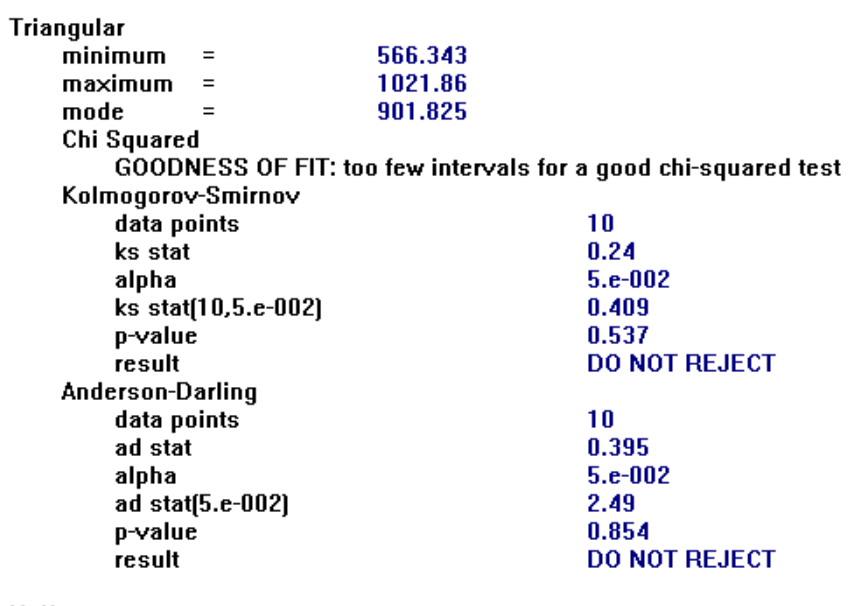 Triangular
minimum = 566.343
maximum = 1021.86
mode = 901.825
Chi Squared
GOODNESS OF FIT: too few intervals for a good chi-squared test
Kolmogorov-Smirnov
data points 10
ks stat 0.24
alpha 5.e-002
ks stat(10,5.e-002) 0.409
p-value 0.537
result DO NOT REJECT
Anderson-Darling
data points 10
ad stat 0.395
alpha 5.e-002
ad stat(5.e-002) 2.49
p-value 0.854
result DO NOT REJECT